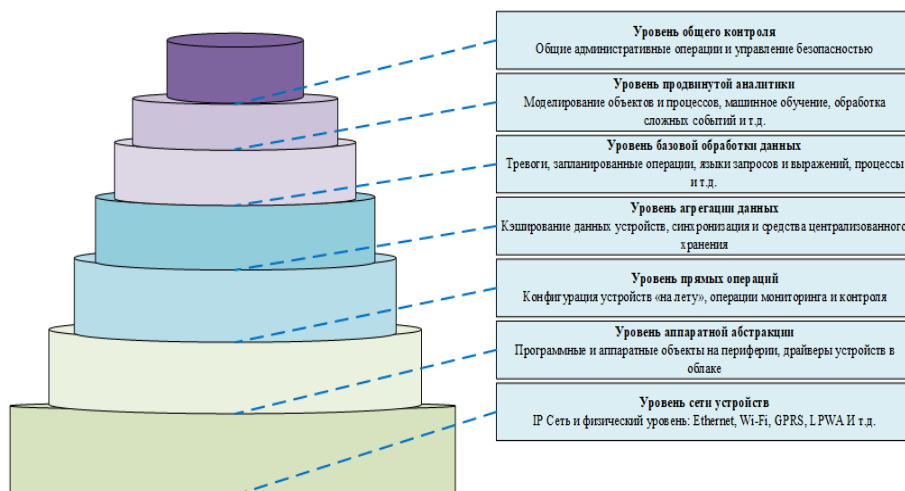 Уровень общего контроля
Общие административные операции и управление безопасностью
Уровень продвинутой аналитики
Моделирование объектов и процессов, машинное обучение, обработка
сложных событий и т.д.
Уровень базовой обработки данных
Тревоги, запланированные операции, языки запросов и выражений, процессы
и т.д.
Уровень агрегации данных
Кэширование данных устройств, синхронизация и средства централизованного
хранения
Уровень прямых операций
Конфигурация устройств «на лету», операции мониторинга и контроля
Уровень аппаратной абстракции
Программные и аппаратные объекты на периферии, драйверы устройств в
облаке
Уровень сети устройств
IP Сеть и физический уровень: Ethernet, Wi-Fi, GPRS, LPWA И т.д.